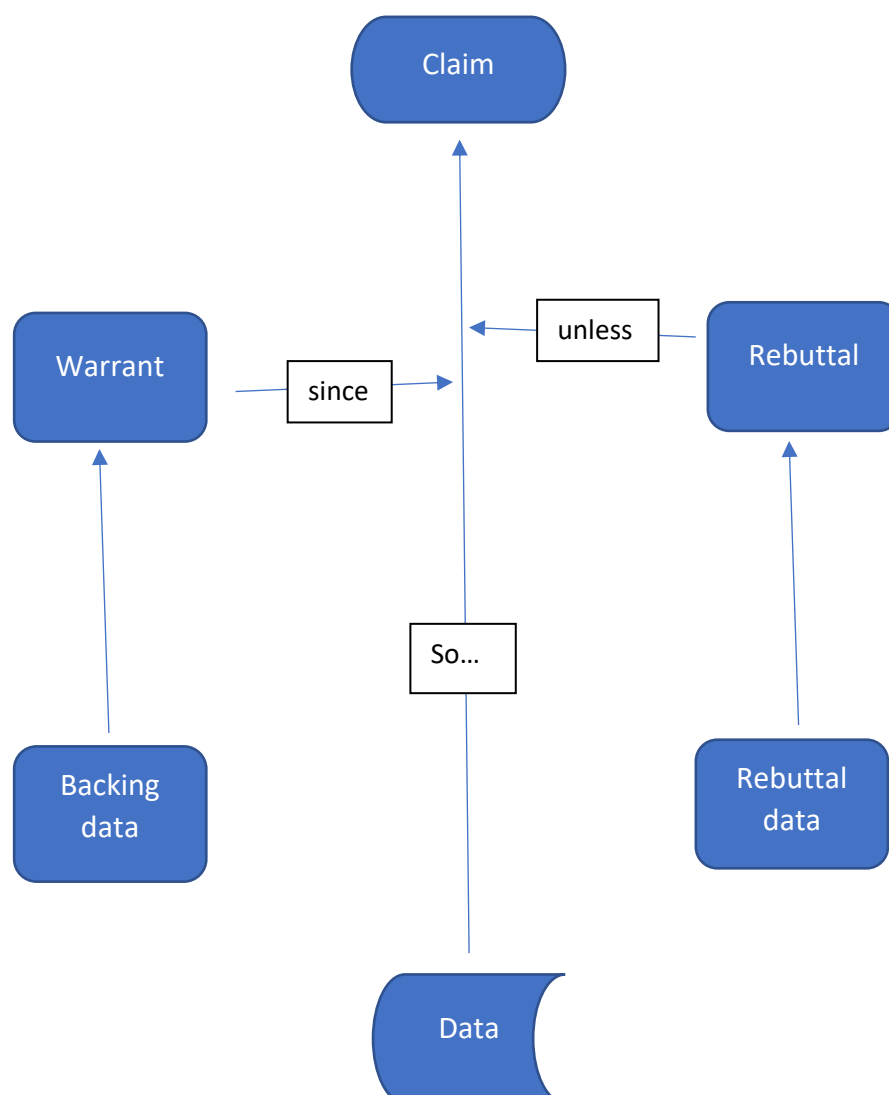 Claim
unless
Rebuttal
Warrant
since
So…
Backing
data
Rebuttal
data
Data